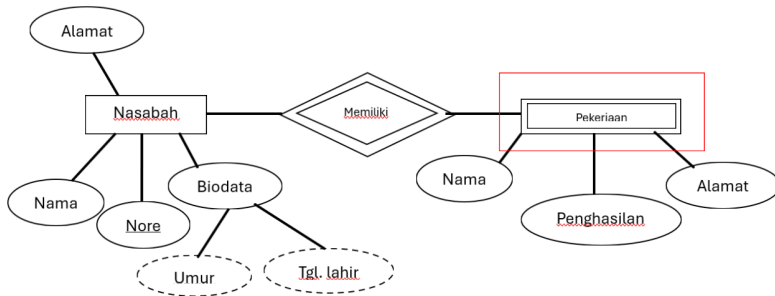 Alamat
Nasabah
Memiliki
Pekerjaan
Nama
Nore
Biodata
Umur
Tgl. lahir
Nama
Penghasilan
Alamat